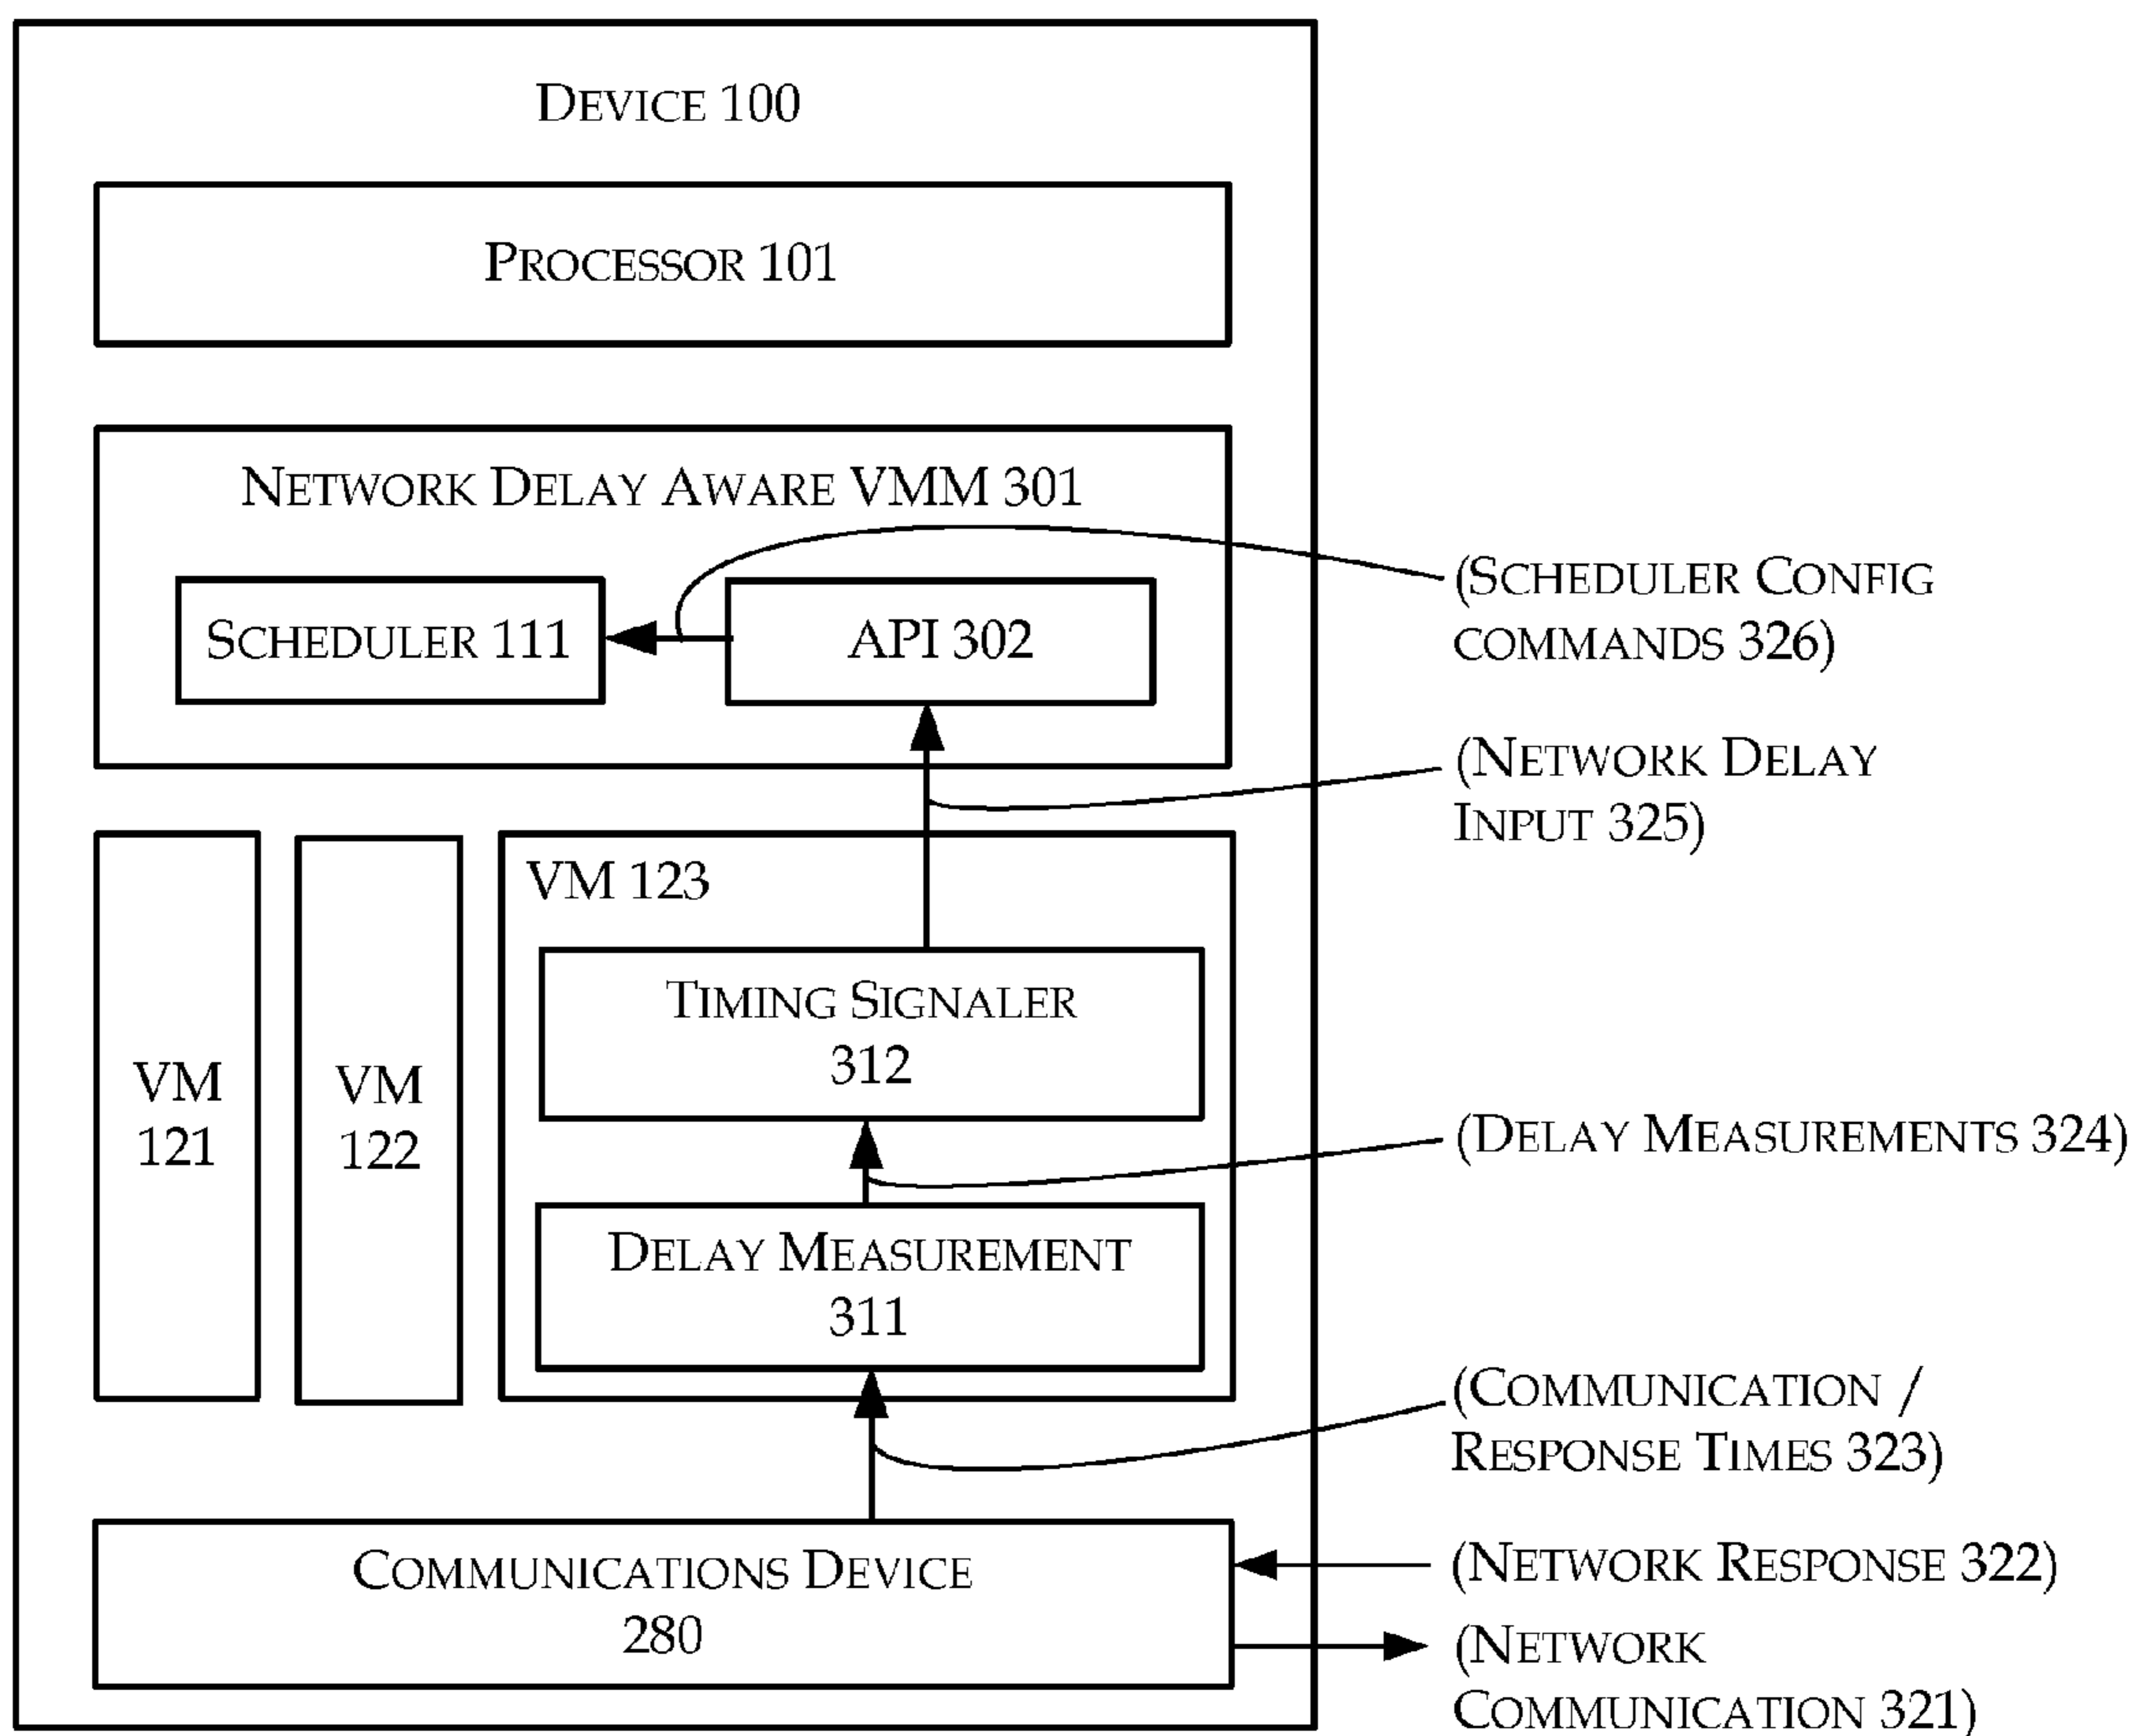 DEVICE 100
PROCESSOR 101
NETWORK DELAY AWARE VMM 301
SCHEDULER 111
API 302
(SCHEDULER CONFIG
COMMANDS 326)
(NETWORK DELAY
INPUT 325)
VM 123
TIMING SIGNALER
312
VM
121
VM
122
(DELAY MEASUREMENTS 324)
DELAY MEASUREMENT
311
(COMMUNICATION /
RESPONSE TIMES 323)
COMMUNICATIONS DEVICE
280
(NETWORK RESPONSE 322)
(NETWORK
COMMUNICATION 321)